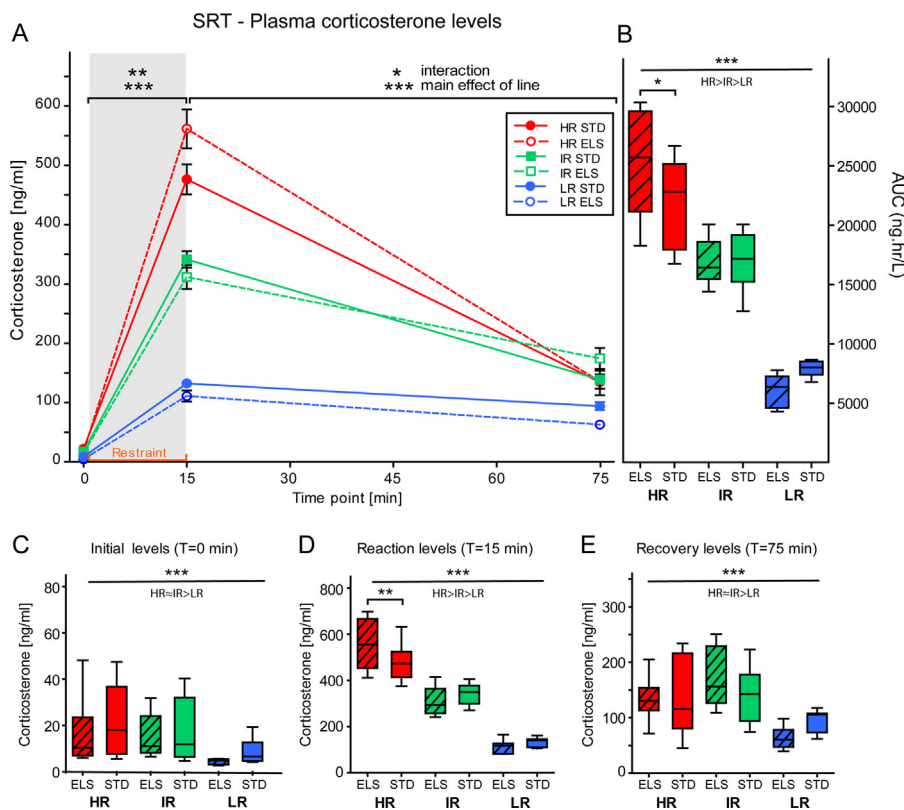 SRT - Plasma corticosterone levels
A
Corticosterone [ng/ml]
600
500
400
300
200
100
0
**
***
* interaction
*** main effect of line
HR STD
HR ELS
IR STD
IR ELS
LR STD
LR ELS
Restraint
0 15 30 45 75
Time point [min]
B
***
HR>IR>LR
*
AUC (ng.hr/L)
30000
25000
20000
15000
10000
5000
ELS STD ELS STD ELS STD
HR IR LR
C
Initial levels (T=0 min)
***
HR≈IR>LR
Corticosterone [ng/ml]
80
60
40
20
0
ELS STD ELS STD ELS STD
HR IR LR
D
Reaction levels (T=15 min)
***
HR>IR>LR
**
Corticosterone [ng/ml]
800
600
400
200
0
ELS STD ELS STD ELS STD
HR IR LR
E
Recovery levels (T=75 min)
***
HR≈IR>LR
Corticosterone [ng/ml]
300
200
100
0
ELS STD ELS STD ELS STD
HR IR LR